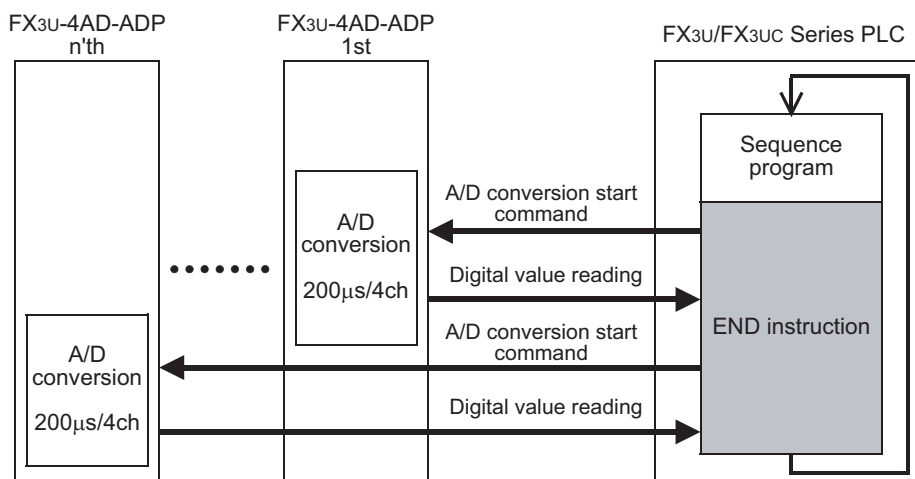 FX3U-4AD-ADP
n'th
FX3U-4AD-ADP
1st
FX3U/FX3UC Series PLC
Sequence
program
A/D conversion start
command
A/D
conversion
200μs/4ch
Digital value reading
END instruction
A/D conversion start
command
A/D
conversion
200μs/4ch
Digital value reading